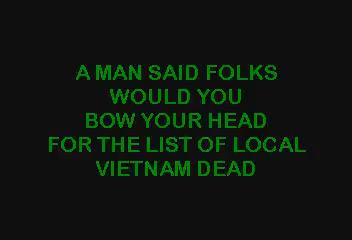 A MAN SAID FOLKS
WOULD YOU
BOW YOUR HEAD
FOR THE LIST OF LOCAL
VIETNAM DEAD